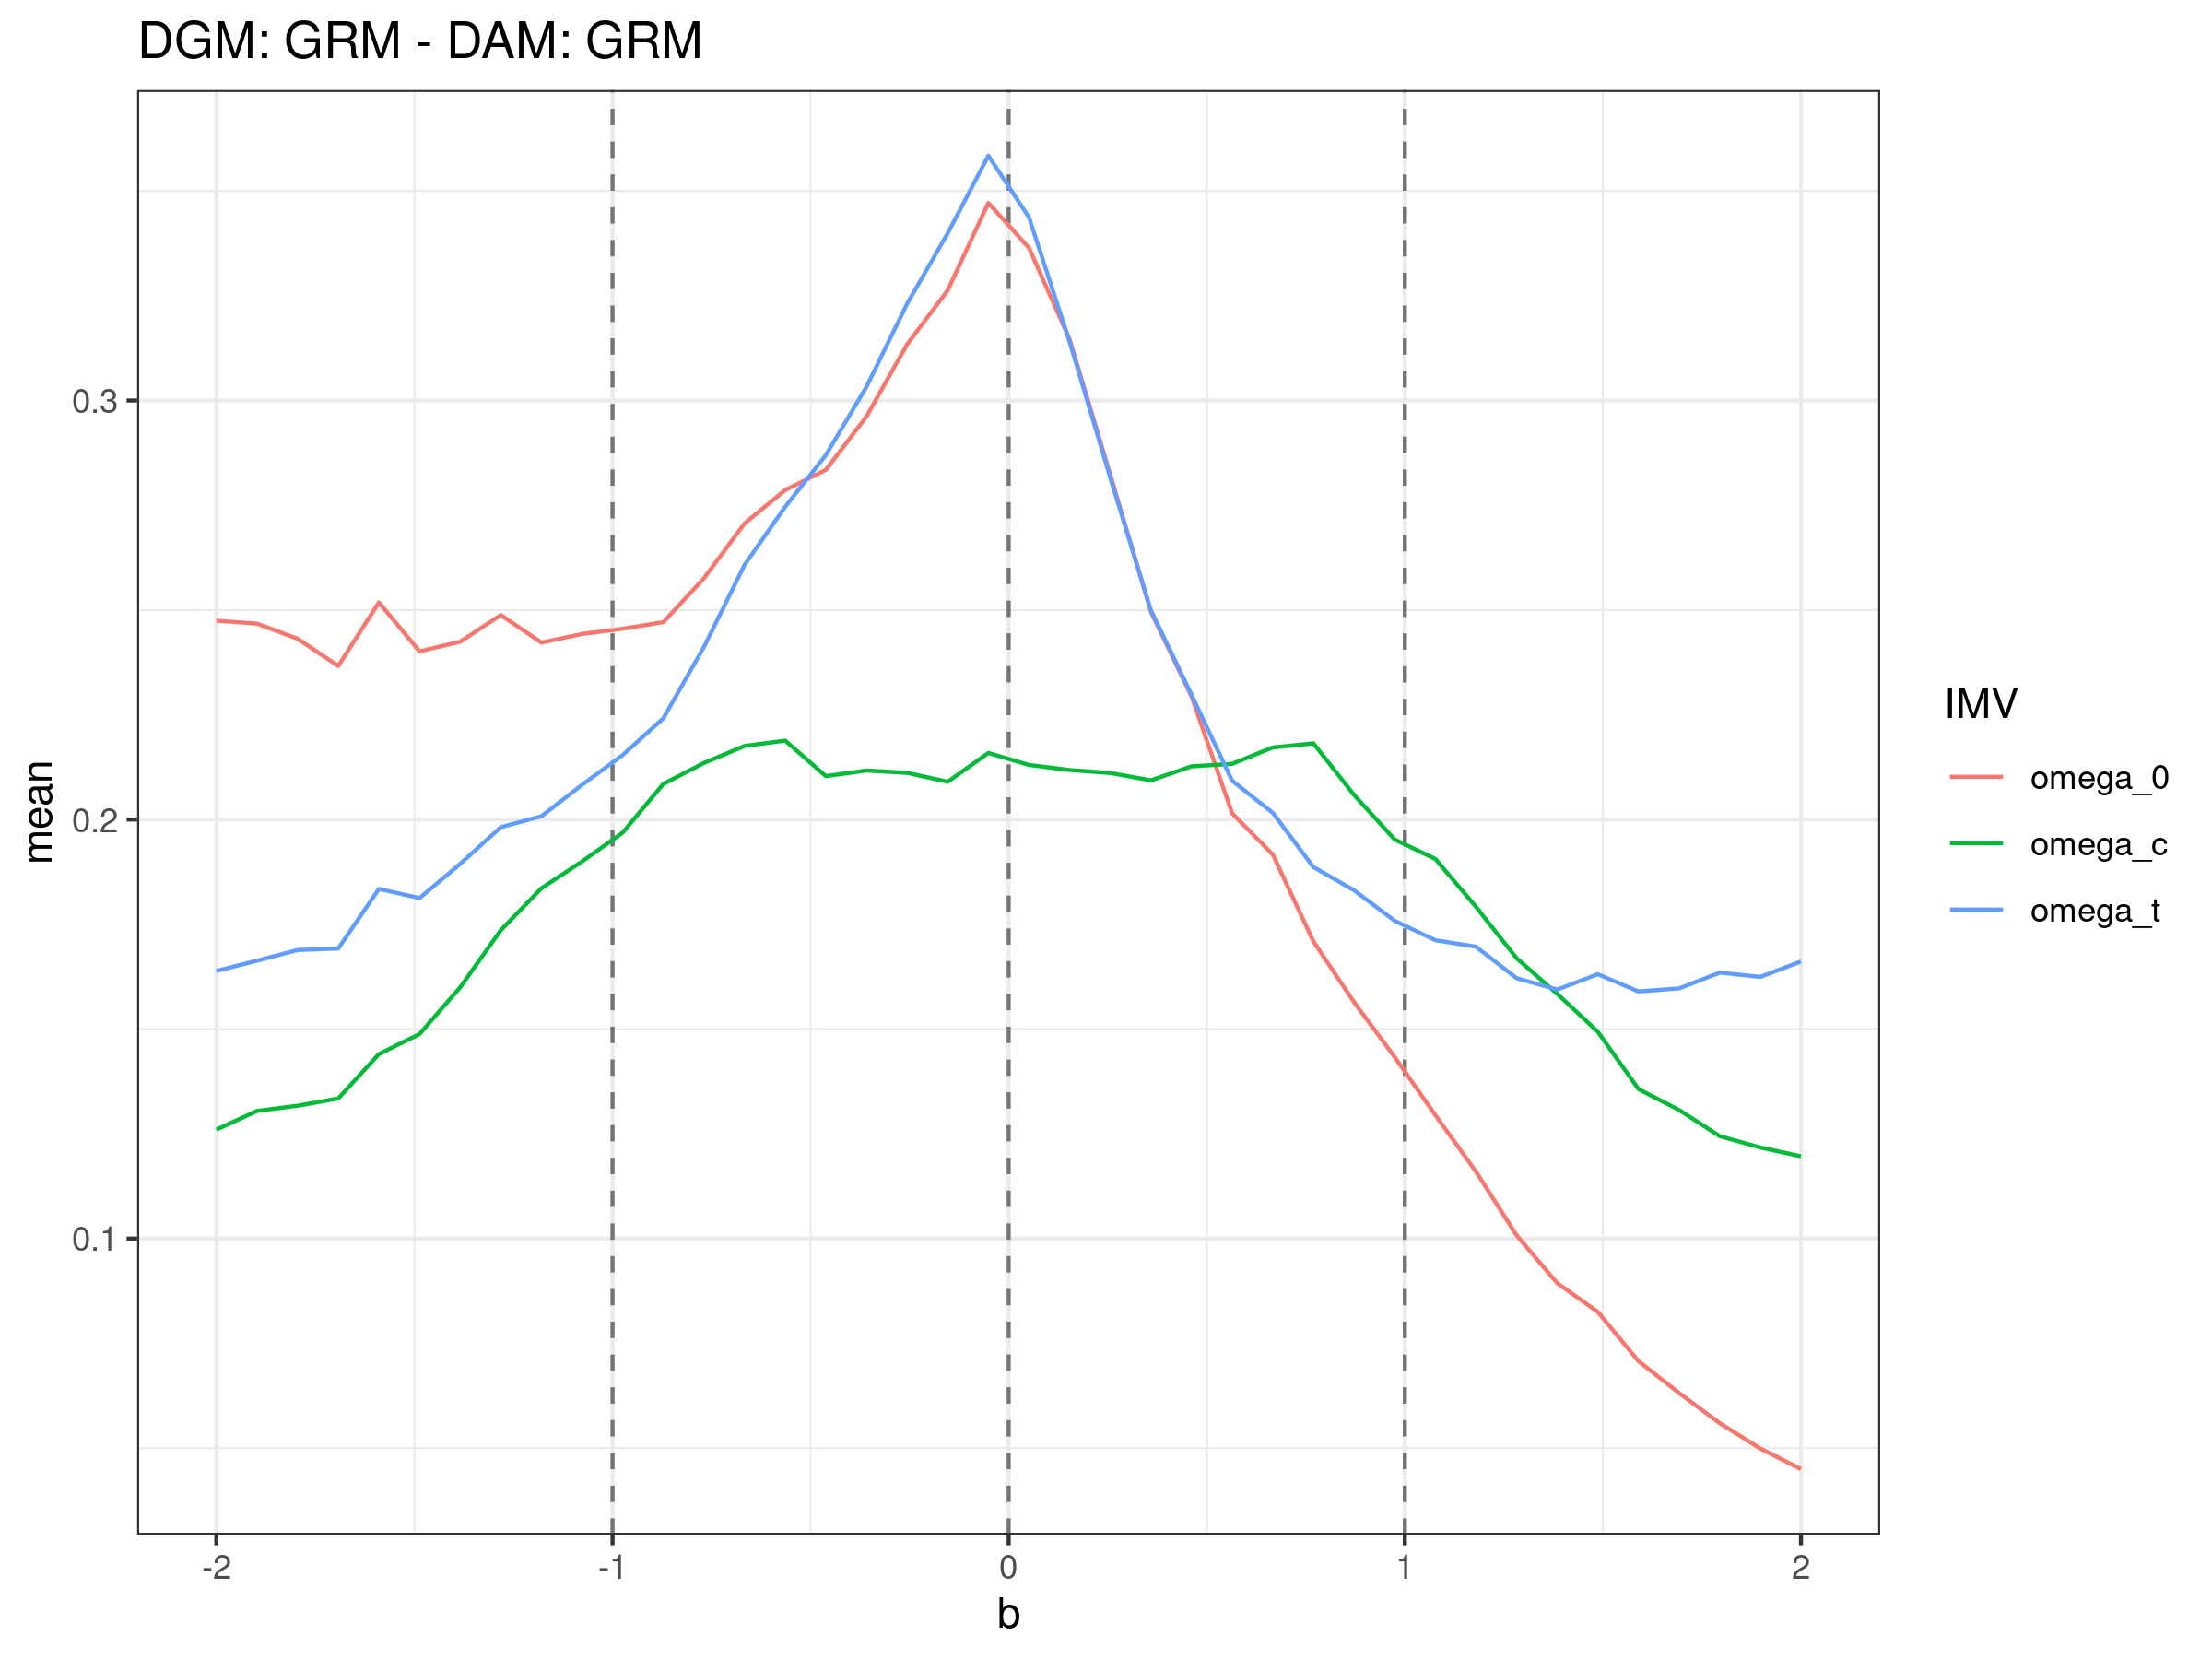 DGM: GRM - DAM: GRM
mean
0.3
0.2
0.1
-2
-1
0
1
2
b
IMV
omega_0
omega_c
omega_t